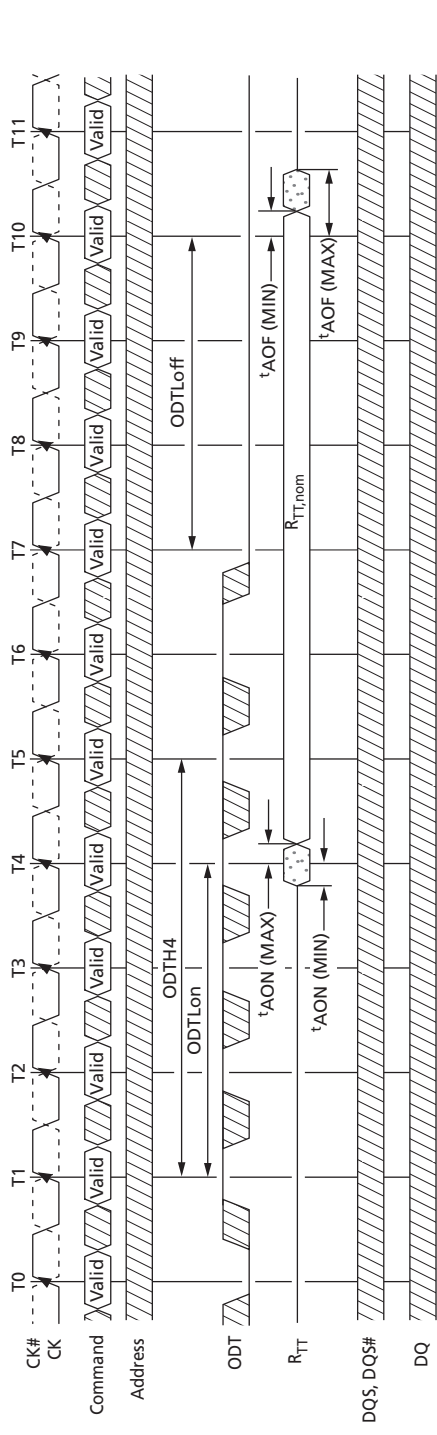 T0 T1 T2 T3 T4 T5 T6 T7 T8 T9 T10 T11
CK#
CK
Command Valid Valid Valid Valid Valid Valid Valid Valid Valid Valid Valid Valid
Address
ODTH4
ODTLon
ODTLoff
ODT
tAON (MAX)
tAON (MIN)
tAOF (MIN)
tAOF (MAX)
RTT
RTT,nom
DQS, DQS#
DQ